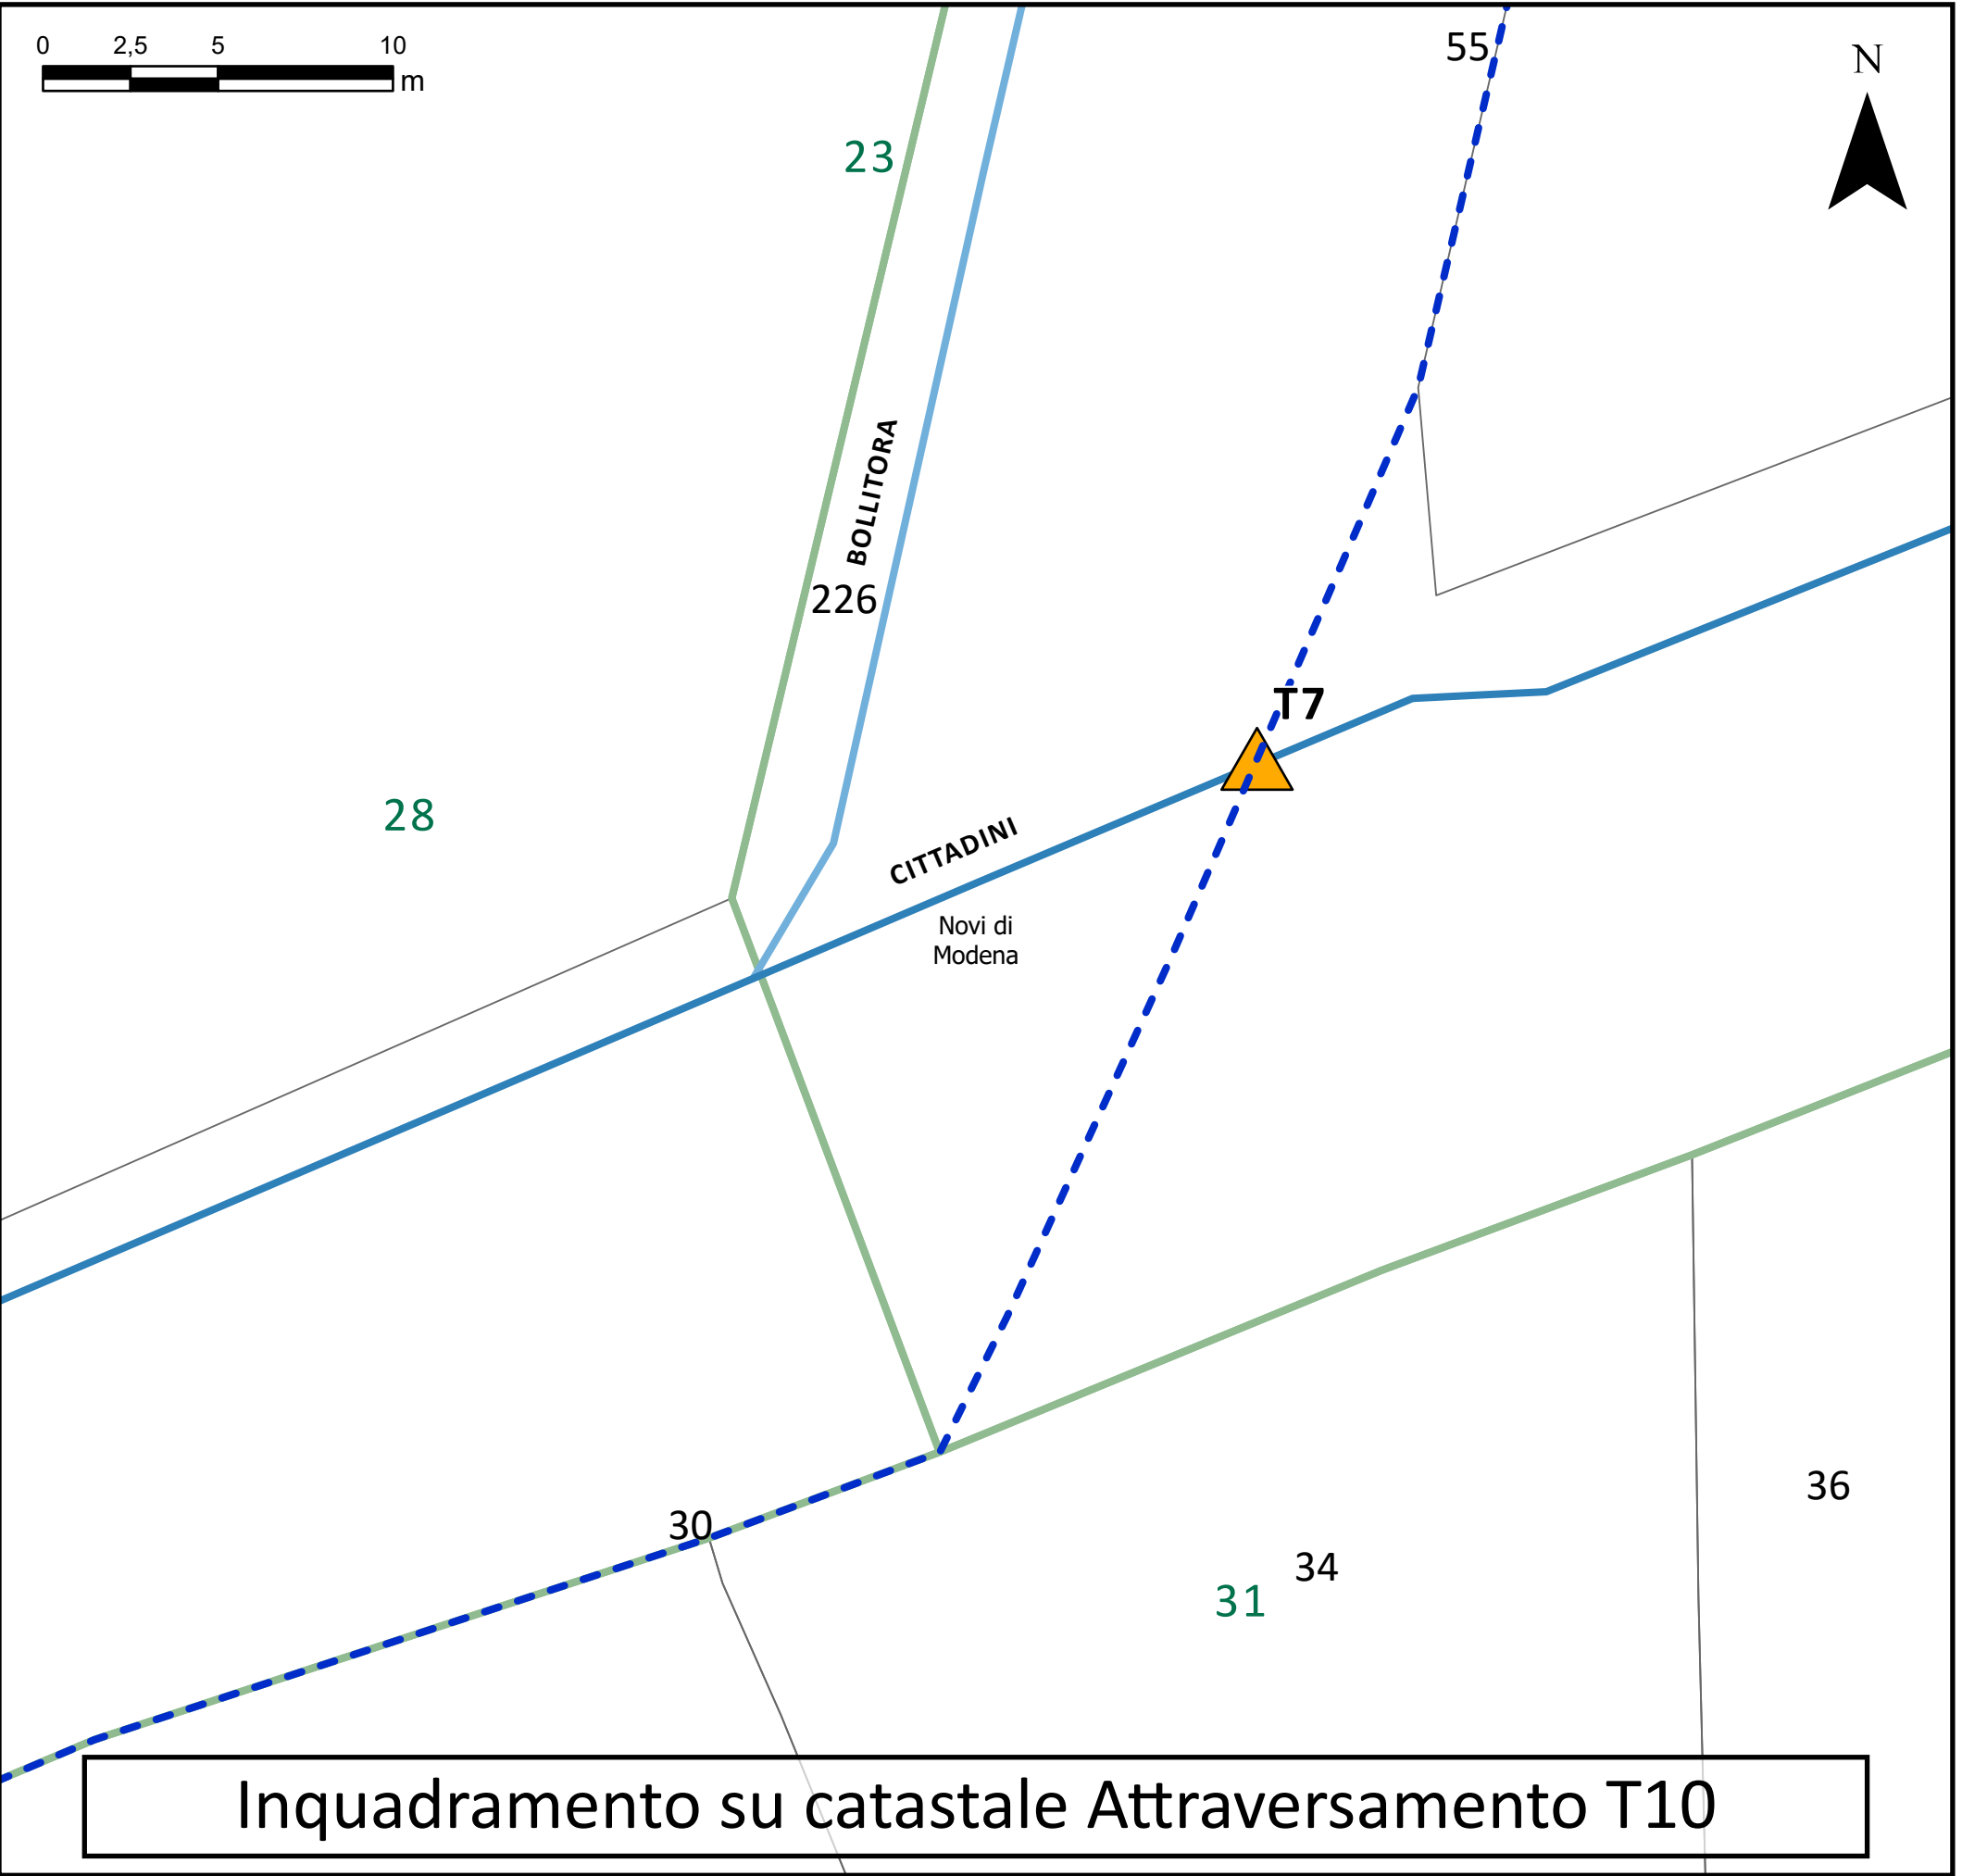 0 2,5 5 10
m
55
N
23
BOLLITORA
226
T7
28
CITTADINI
Novi di
Modena
36
30
34
31
Inquadramento su catastale Attraversamento T10